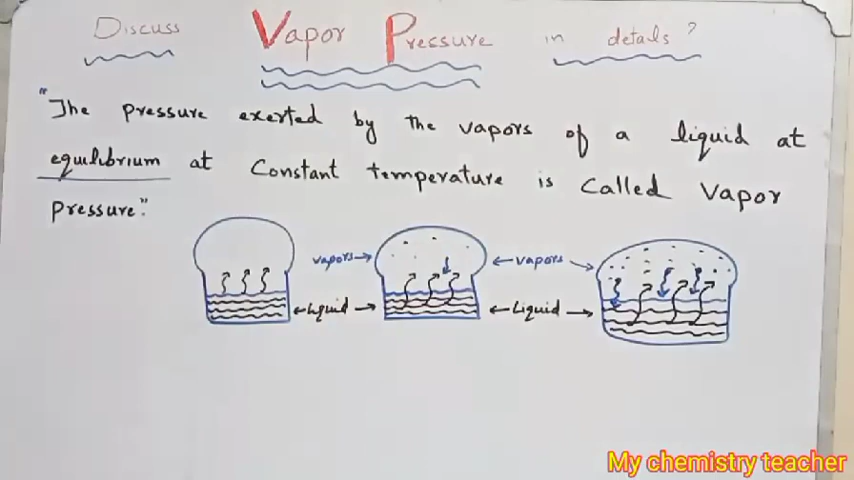 Discuss Vapor Pressure in details?
"The pressure exerted by the vapors of a liquid at
equilibrium at Constant temperature is Called Vapor
pressure."
vapors
vapors
Liquid
Liquid
My chemistry teacher